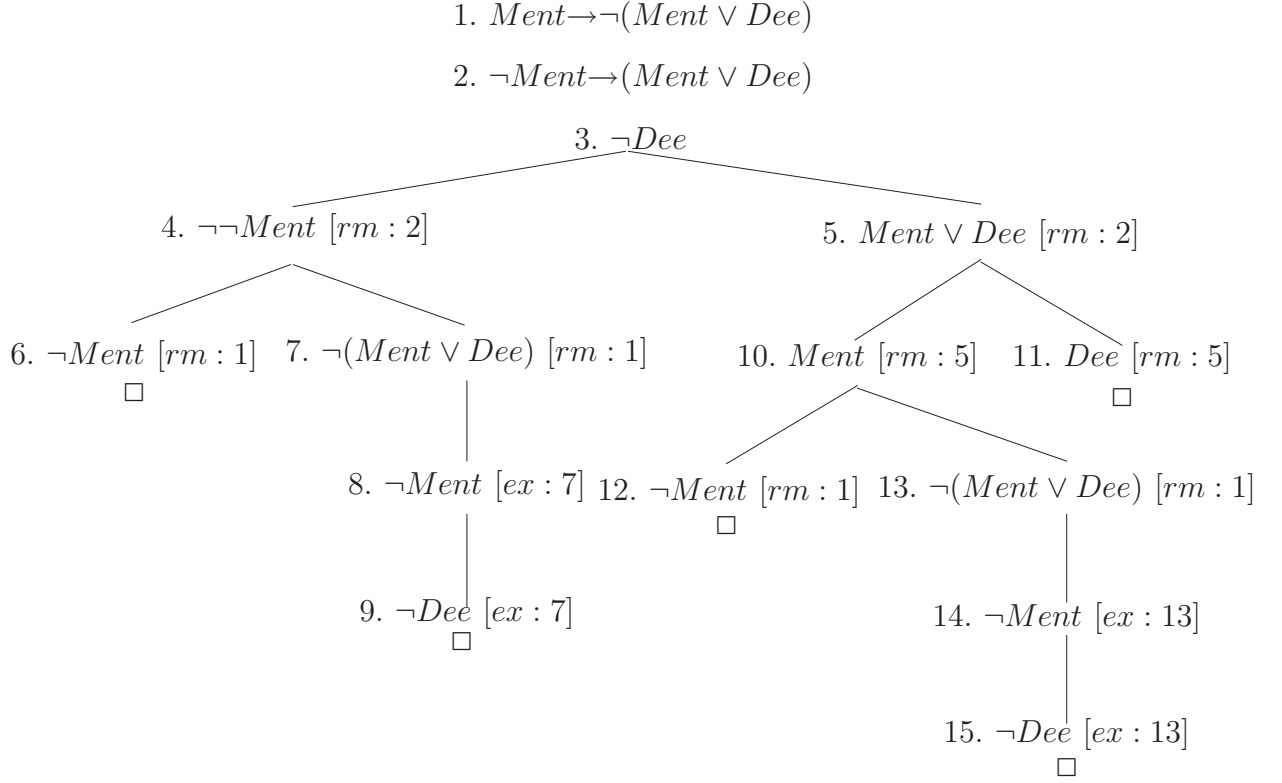 1. Ment→¬(Ment ∨ Dee)
2. ¬Ment→(Ment ∨ Dee)
3. ¬Dee
4. ¬¬Ment [rm : 2]
5. Ment ∨ Dee [rm : 2]
6. ¬Ment [rm : 1]
7. ¬(Ment ∨ Dee) [rm : 1]
10. Ment [rm : 5]
11. Dee [rm : 5]
8. ¬Ment [ex : 7]
12. ¬Ment [rm : 1]
13. ¬(Ment ∨ Dee) [rm : 1]
9. ¬Dee [ex : 7]
14. ¬Ment [ex : 13]
15. ¬Dee [ex : 13]